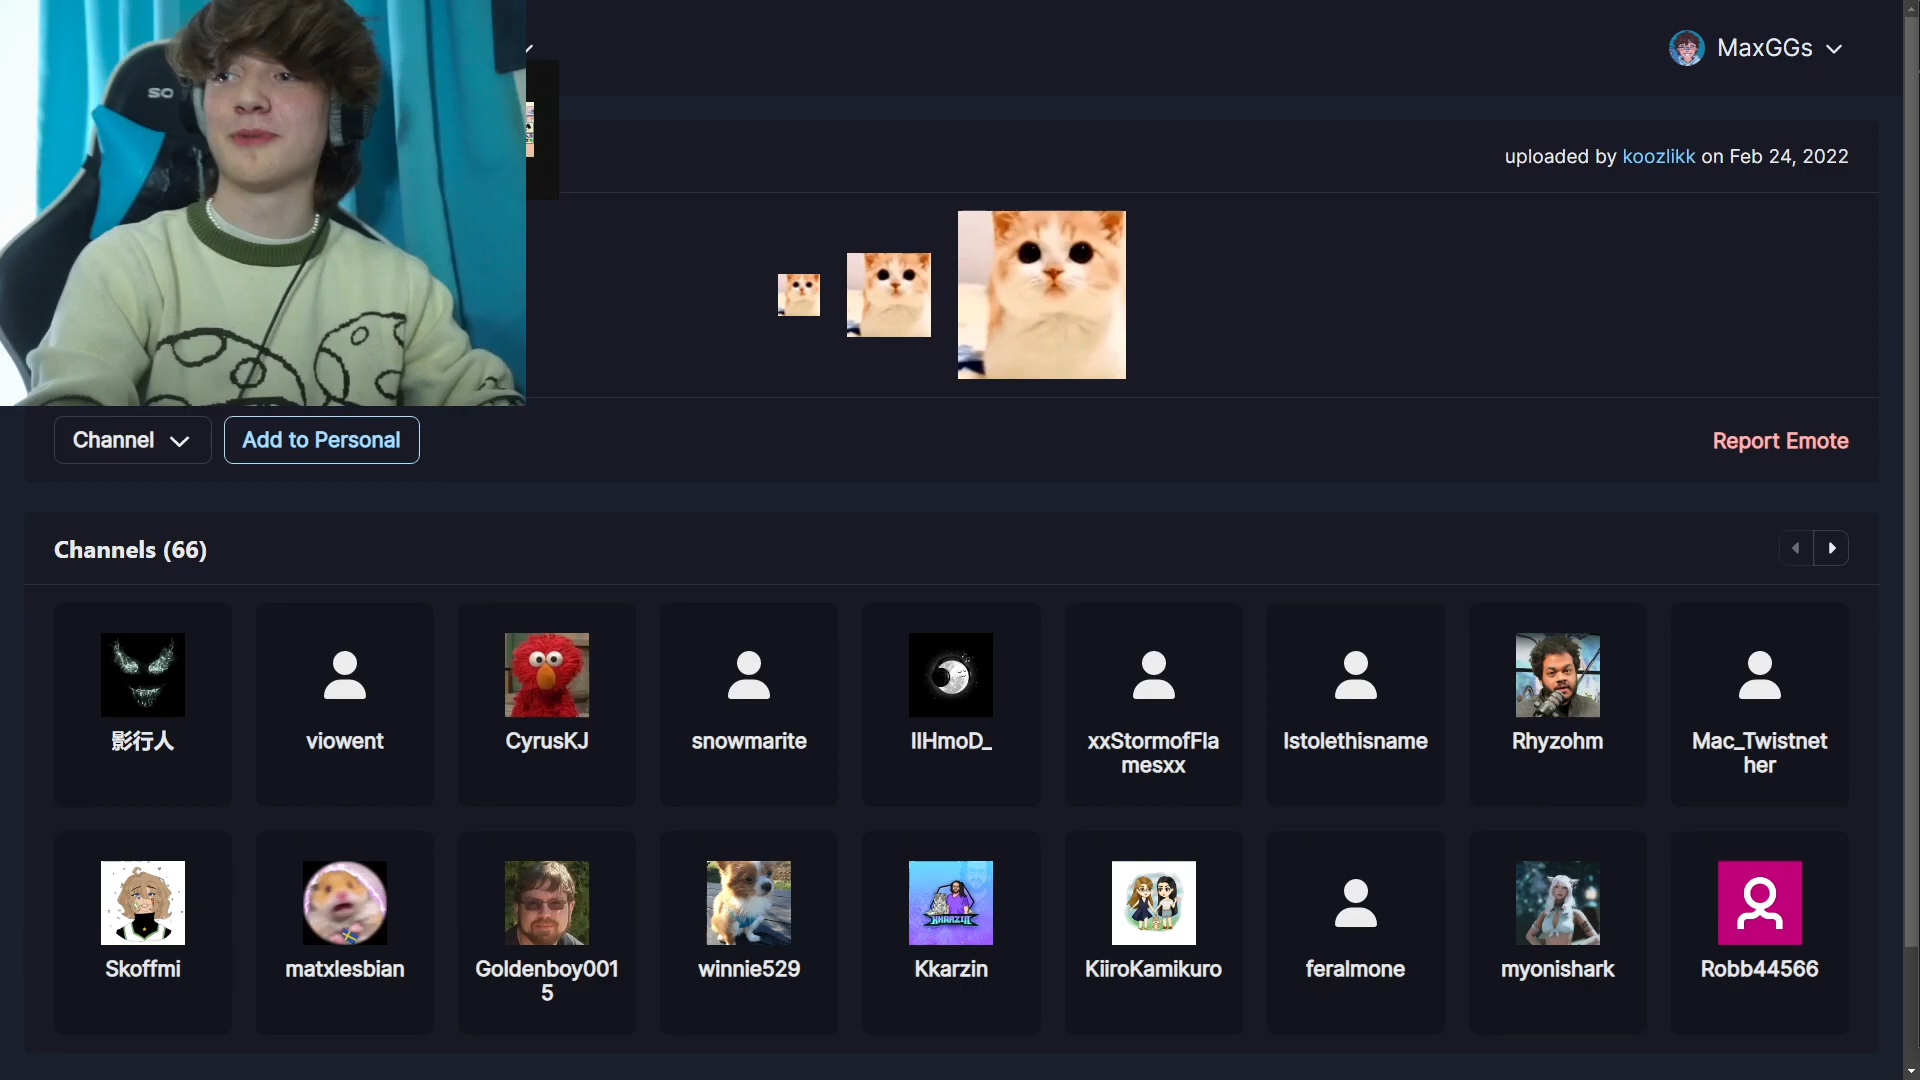 SO
MaxGGs
uploaded by koozlikk on Feb 24, 2022
Channel
Add to Personal
Report Emote
Channels (66)
影行人
viowent
CyrusKJ
snowmarite
xxStormofFla
mesxx
Istolethisname
Rhyzohm
Mac_Twistnet
her
Skoffmi
matxlesbian
Goldenboy001
5
winnie529
KKARZIN
Kkarzin
KiiroKamikuro
feralmone
myonishark
Robb44566